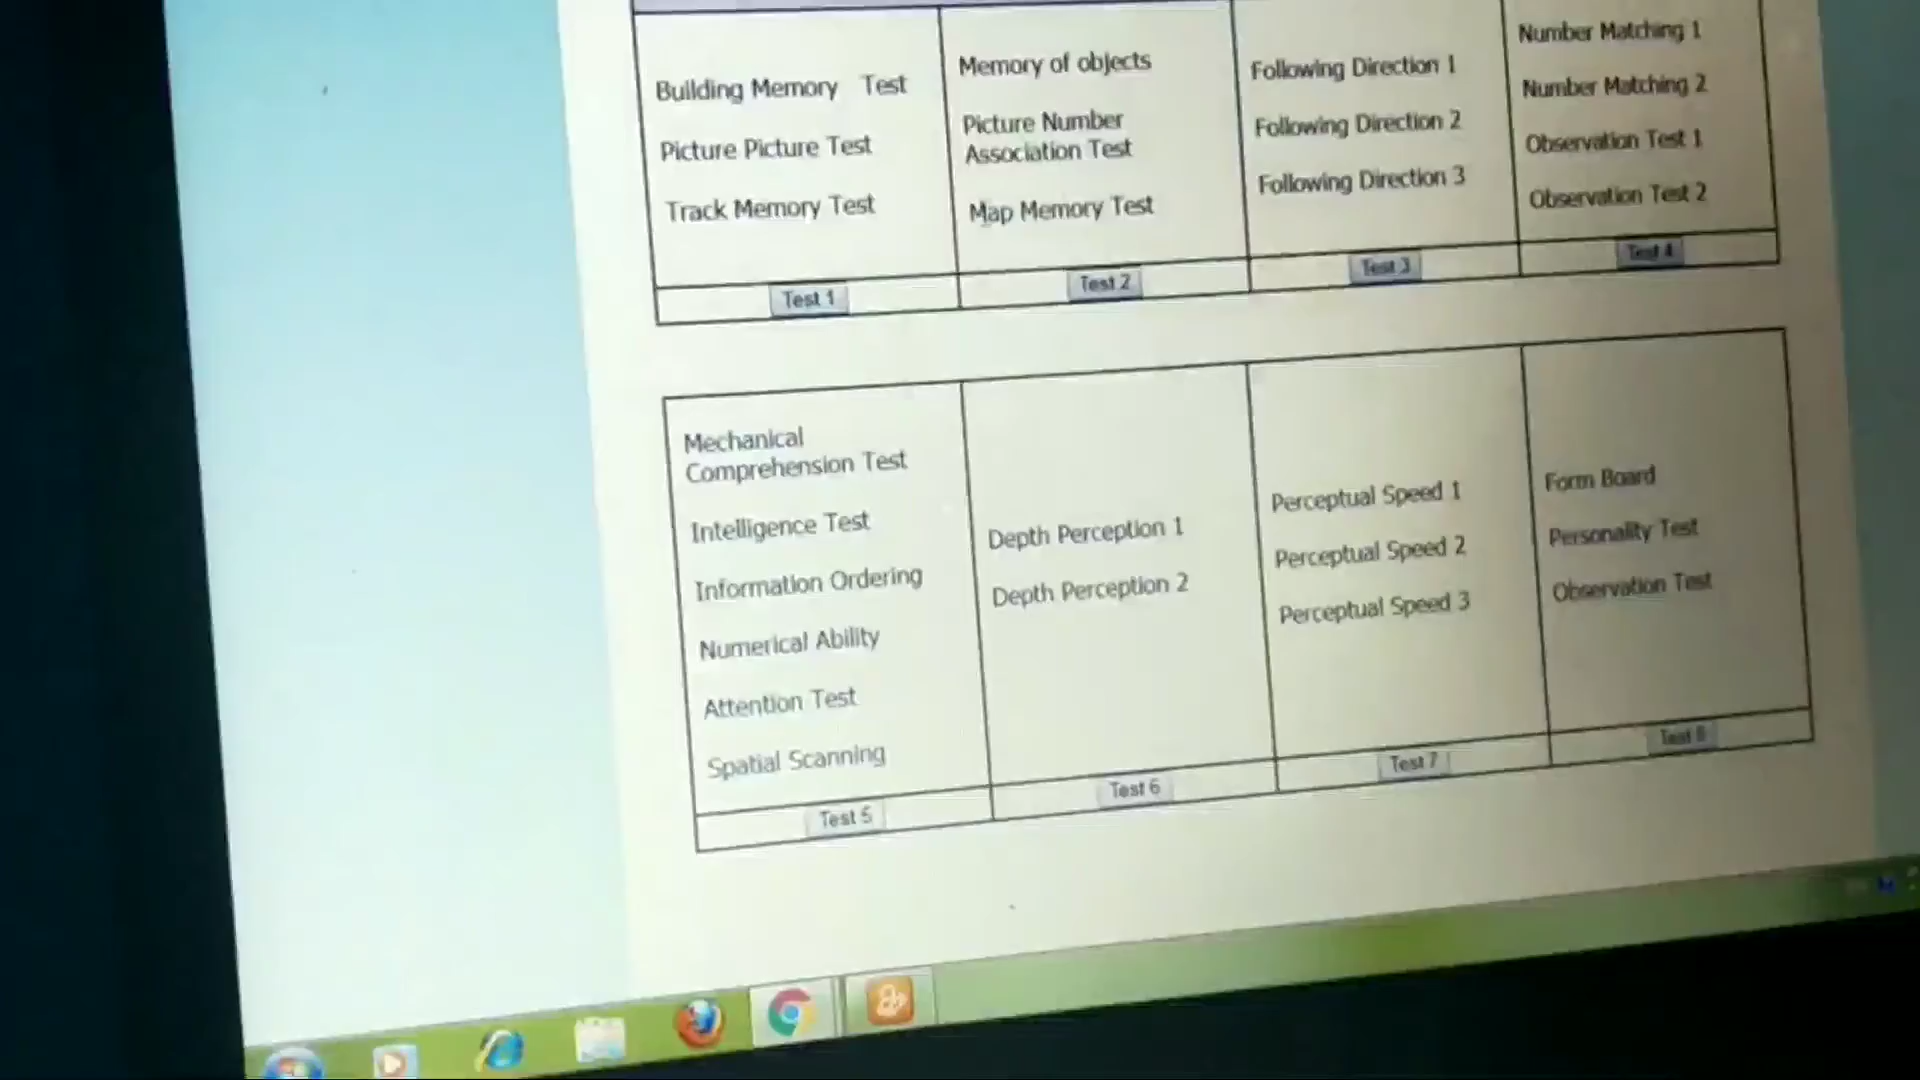 Building Memory Test
Picture Picture Test
Track Memory Test
Test 1
Memory of objects
Picture Number
Association Test
Map Memory Test
Test 2
Following Direction 1
Following Direction 2
Following Direction 3
Test 3
Number Matching 1
Number Matching 2
Observation Test 1
Observation Test 2
Test 4
Mechanical
Comprehension Test
Intelligence Test
Information Ordering
Numerical Ability
Attention Test
Spatial Scanning
Test 5
Depth Perception 1
Depth Perception 2
Test 6
Perceptual Speed 1
Perceptual Speed 2
Perceptual Speed 3
Test 7
Form Board
Personality Test
Observation Test
Test 8